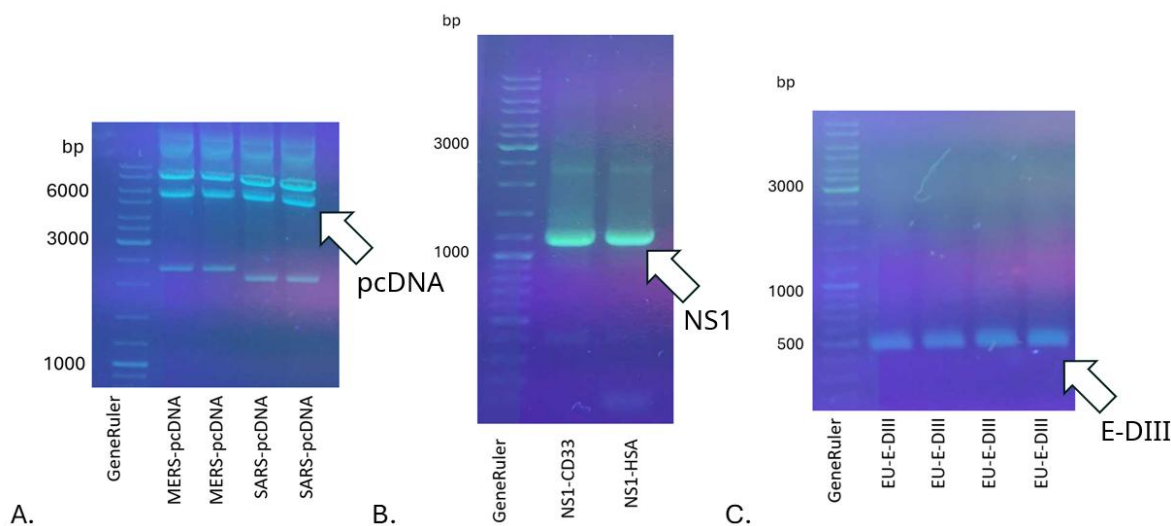 bp
6000
3000
1000
pcDNA
GeneRuler
MERS-pcDNA
MERS-pcDNA
SARS-pcDNA
SARS-pcDNA
A.
bp
3000
1000
NS1
GeneRuler
NS1-CD33
NS1-HSA
B.
bp
3000
1000
500
E-DIII
GeneRuler
EU-E-DIII
EU-E-DIII
EU-E-DIII
EU-E-DIII
C.